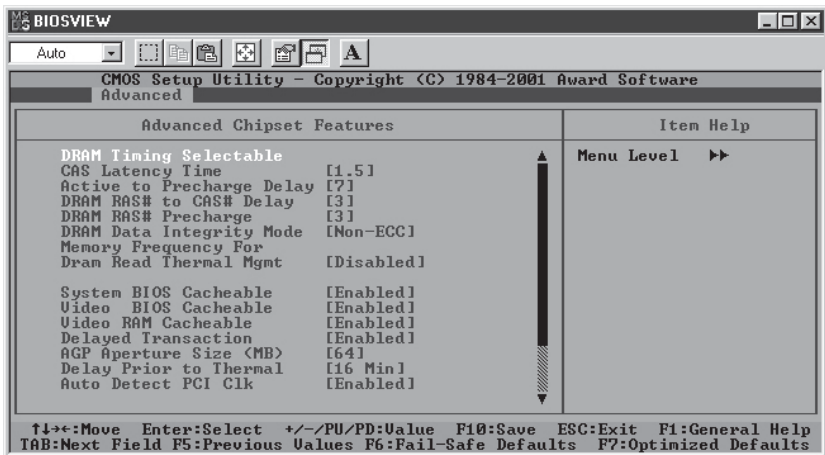 MS DOS BIOSVIEW
Auto A
CMOS Setup Utility - Copyright (C) 1984-2001 Award Software
Advanced
Advanced Chipset Features Item Help
DRAM Timing Selectable Menu Level ▶▶
CAS Latency Time [1.5]
Active to Precharge Delay [7]
DRAM RAS# to CAS# Delay [3]
DRAM RAS# Precharge [3]
DRAM Data Integrity Mode [Non-ECC]
Memory Frequency For
Dram Read Thermal Mgmt [Disabled]
System BIOS Cacheable [Enabled]
Video BIOS Cacheable [Enabled]
Video RAM Cacheable [Enabled]
Delayed Transaction [Enabled]
AGP Aperture Size (MB) [64]
Delay Prior to Thermal [16 Min]
Auto Detect PCI Clk [Enabled]
↑↓→←:Move Enter:Select +/-/PU/PD:Value F10:Save ESC:Exit F1:General Help
TAB:Next Field F5:Previous Values F6:Fail-Safe Defaults F7:Optimized Defaults